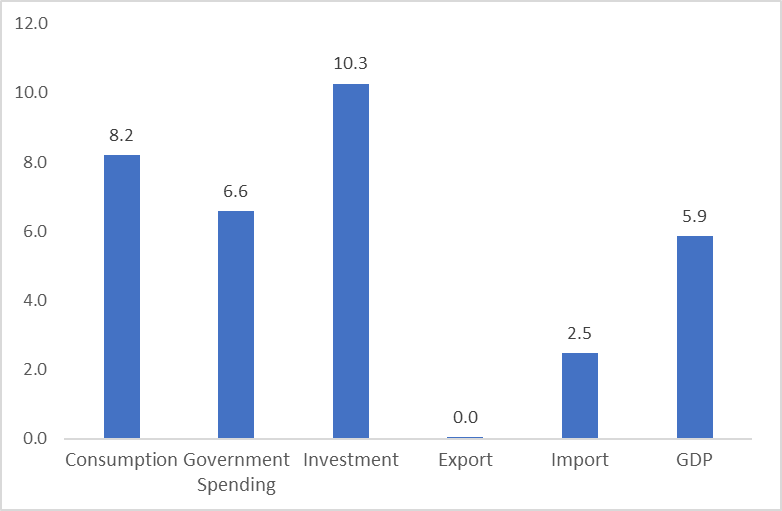 12.0
10.0
8.0
6.0
4.0
2.0
0.0
8.2
6.6
10.3
0.0
2.5
5.9
Consumption
Government
Spending
Investment
Export
Import
GDP